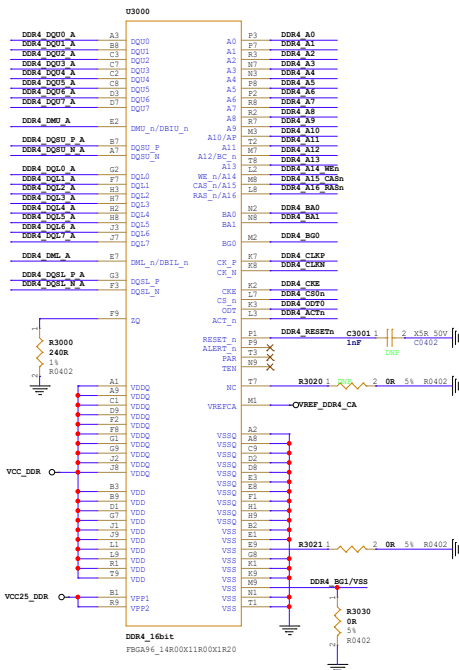 U3000
DDR4_DQU0_A A3 DQU0 A0 P3 DDR4_A0
DDR4_DQU1_A B8 DQU1 A1 P7 DDR4_A1
DDR4_DQU2_A C3 DQU2 A2 R3 DDR4_A2
DDR4_DQU3_A C7 DQU3 A3 N7 DDR4_A3
DDR4_DQU4_A C2 DQU4 A4 N3 DDR4_A4
DDR4_DQU5_A C8 DQU5 A5 P8 DDR4_A5
DDR4_DQU6_A D3 DQU6 A6 P2 DDR4_A6
DDR4_DQU7_A D7 DQU7 A7 R8 DDR4_A7
A8 R2 DDR4_A8
DDR4_DMU_A E2 DMU_n/DBIU_n A9 R7 DDR4_A9
A10/AP M3 DDR4_A10
DDR4_DQSU_P_A B7 DQSU_P A11 T2 DDR4_A11
DDR4_DQSU_N_A A7 DQSU_N A12/BC_n M7 DDR4_A12
A13 T8 DDR4_A13
DDR4_DQL0_A G2 DQL0 WE_n/A14 L2 DDR4_A14_WEn
DDR4_DQL1_A F7 DQL1 CAS_n/A15 M8 DDR4_A15_CASn
DDR4_DQL2_A H3 DQL2 RAS_n/A16 L8 DDR4_A16_RASn
DDR4_DQL3_A H7 DQL3
DDR4_DQL4_A H2 DQL4 BA0 N2 DDR4_BA0
DDR4_DQL5_A H8 DQL5 BA1 N8 DDR4_BA1
DDR4_DQL6_A J3 DQL6
DDR4_DQL7_A J7 DQL7 BG0 M2 DDR4_BG0
DDR4_DML_A E7 DML_n/DBIL_n CK_P K7 DDR4_CLKP
CK_N K8 DDR4_CLKN
DDR4_DQSL_P_A G3 DQSL_P
DDR4_DQSL_N_A F3 DQSL_N CKE K2 DDR4_CKE
CS_n L7 DDR4_CS0n
ODT K3 DDR4_ODT0
F9 ZQ ACT_n L3 DDR4_ACTn
RESET_n P1 DDR4_RESETn C3001 1 2 X5R 50V
ALERT_n P9 1nF DNP C0402
R3000 1 PAR T3
240R TEN N9
1%
R0402 2
A1 VDDQ NC T7 R3020 1 DNP 2 0R 5% R0402
A9 VDDQ
C1 VDDQ VREFCA M1 VREF_DDR4_CA
D9 VDDQ
F2 VDDQ
F8 VDDQ VSSQ A2
G1 VDDQ VSSQ A8
G9 VDDQ VSSQ C9
J2 VDDQ VSSQ D2
VCC_DDR J8 VDDQ VSSQ D8
VSSQ E3
B3 VDD VSSQ E8
B9 VDD VSSQ F1
D1 VDD VSSQ H1
G7 VDD VSSQ H9
J1 VDD VSS B2
J9 VDD VSS E1
L1 VDD VSS E9 R3021 1 2 0R 5% R0402
L9 VDD VSS G8
R1 VDD VSS K1
T9 VDD VSS K9
VSS M9 DDR4_BG1/VSS
VCC25_DDR B1 VPP1 VSS N1
R9 VPP2 VSS T1
1 R3030
0R
5%
2 R0402
DDR4_16bit
FBGA96_14R00X11R00X1R20